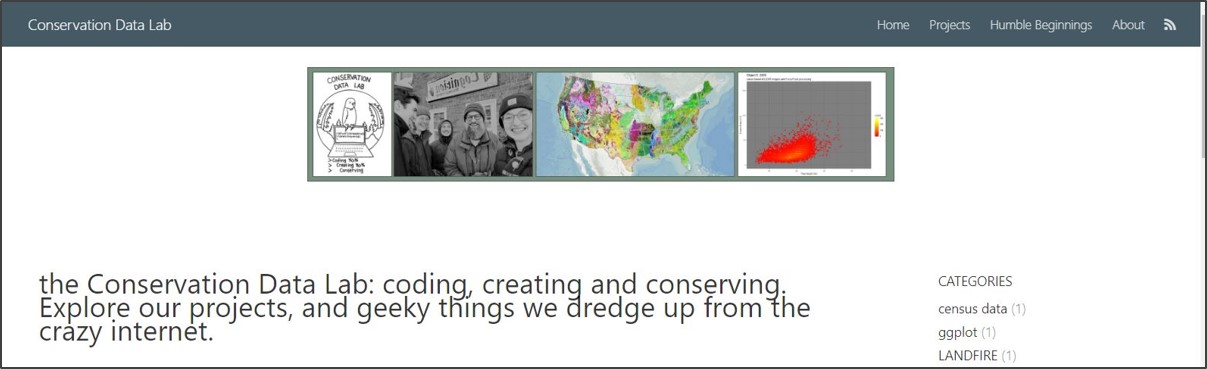 Conservation Data Lab
Home Projects Humble Beginnings About
CONSERVATION
DATA LAB
>Coding
> Creating
> Conserving
the Conservation Data Lab: coding, creating and conserving.
Explore our projects, and geeky things we dredge up from the
crazy internet.
CATEGORIES
census data (1)
ggplot (1)
LANDFIRE (1)